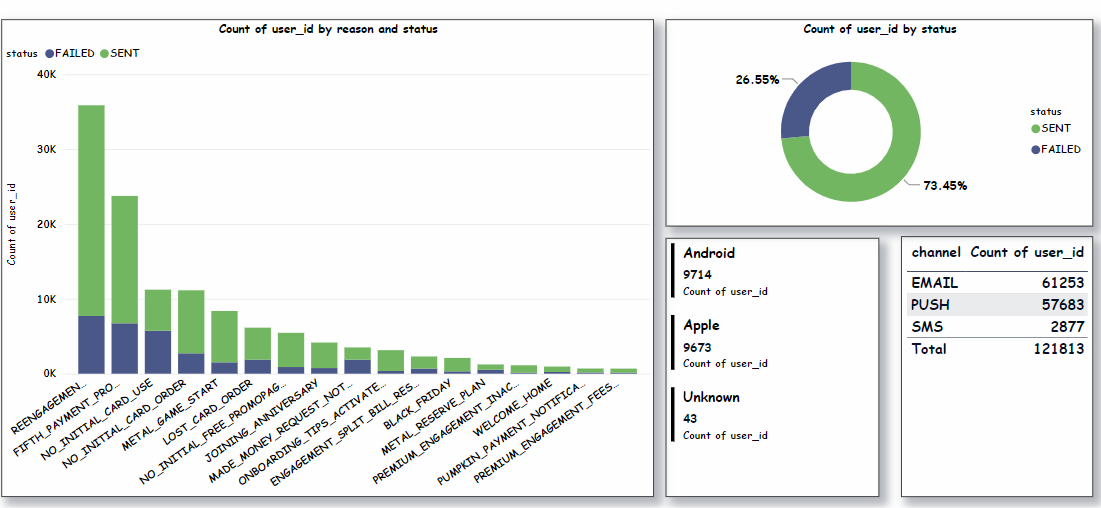 Count of user_id by reason and status
status FAILED SENT
40K
30K
20K
10K
0K
Count of user_id
REENGAGEMEN...
FIFTH_PAYMENT_PRO...
NO_INITIAL_CARD_USE
NO_INITIAL_CARD_ORDER
METAL_GAME_START
LOST_CARD_ORDER
NO_INITIAL_FREE_PROMOPAG...
JOINING_ANNIVERSARY
MADE_MONEY_REQUEST_NOT...
ONBOARDING_TIPS_ACTIVATE...
ENGAGEMENT_SPLIT_BILL_RES...
BLACK_FRIDAY
METAL_RESERVE_PLAN
PREMIUM_ENGAGEMENT_INAC...
WELCOME_HOME
PUMPKIN_PAYMENT_NOTIFICA...
PREMIUM_ENGAGEMENT_FEES...
Count of user_id by status
26.55%
73.45%
status
SENT
FAILED
Android
9714
Count of user_id
Apple
9673
Count of user_id
Unknown
43
Count of user_id
channel Count of user_id
EMAIL 61253
PUSH 57683
SMS 2877
Total 121813